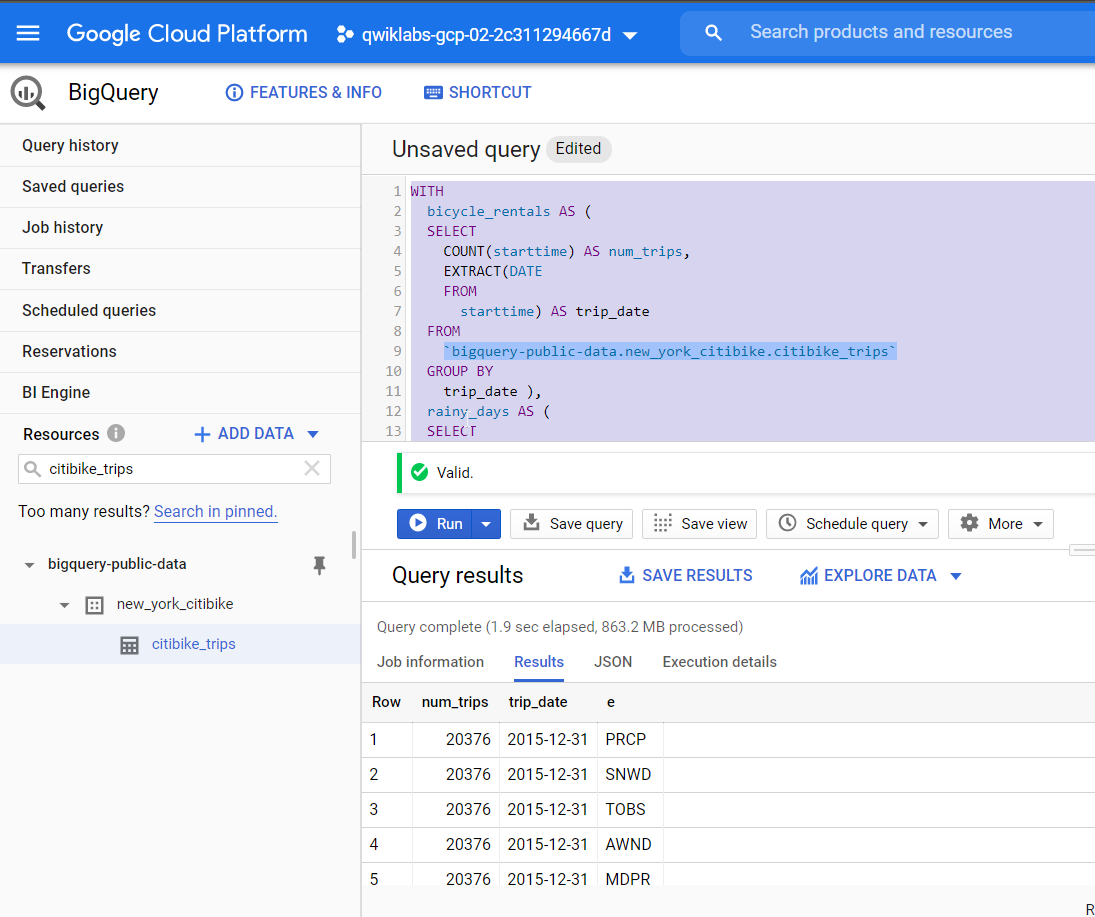 Google Cloud Platform qwiklabs-gcp-02-2c311294667d Search products and resources
BigQuery FEATURES & INFO SHORTCUT
Query history
Saved queries
Job history
Transfers
Scheduled queries
Reservations
BI Engine
Resources ADD DATA
citibike_trips
Too many results? Search in pinned.
bigquery-public-data
new_york_citibike
citibike_trips
Unsaved query Edited
1 WITH
2 bicycle_rentals AS (
3 SELECT
4 COUNT(starttime) AS num_trips,
5 EXTRACT(DATE
6 FROM
7 starttime) AS trip_date
8 FROM
9 `bigquery-public-data.new_york_citibike.citibike_trips`
10 GROUP BY
11 trip_date ),
12 rainy_days AS (
13 SELECT
Valid.
Run Save query Save view Schedule query More
Query results SAVE RESULTS EXPLORE DATA
Query complete (1.9 sec elapsed, 863.2 MB processed)
Job information Results JSON Execution details
Row num_trips trip_date e
1 20376 2015-12-31 PRCP
2 20376 2015-12-31 SNWD
3 20376 2015-12-31 TOBS
4 20376 2015-12-31 AWND
5 20376 2015-12-31 MDPR
R